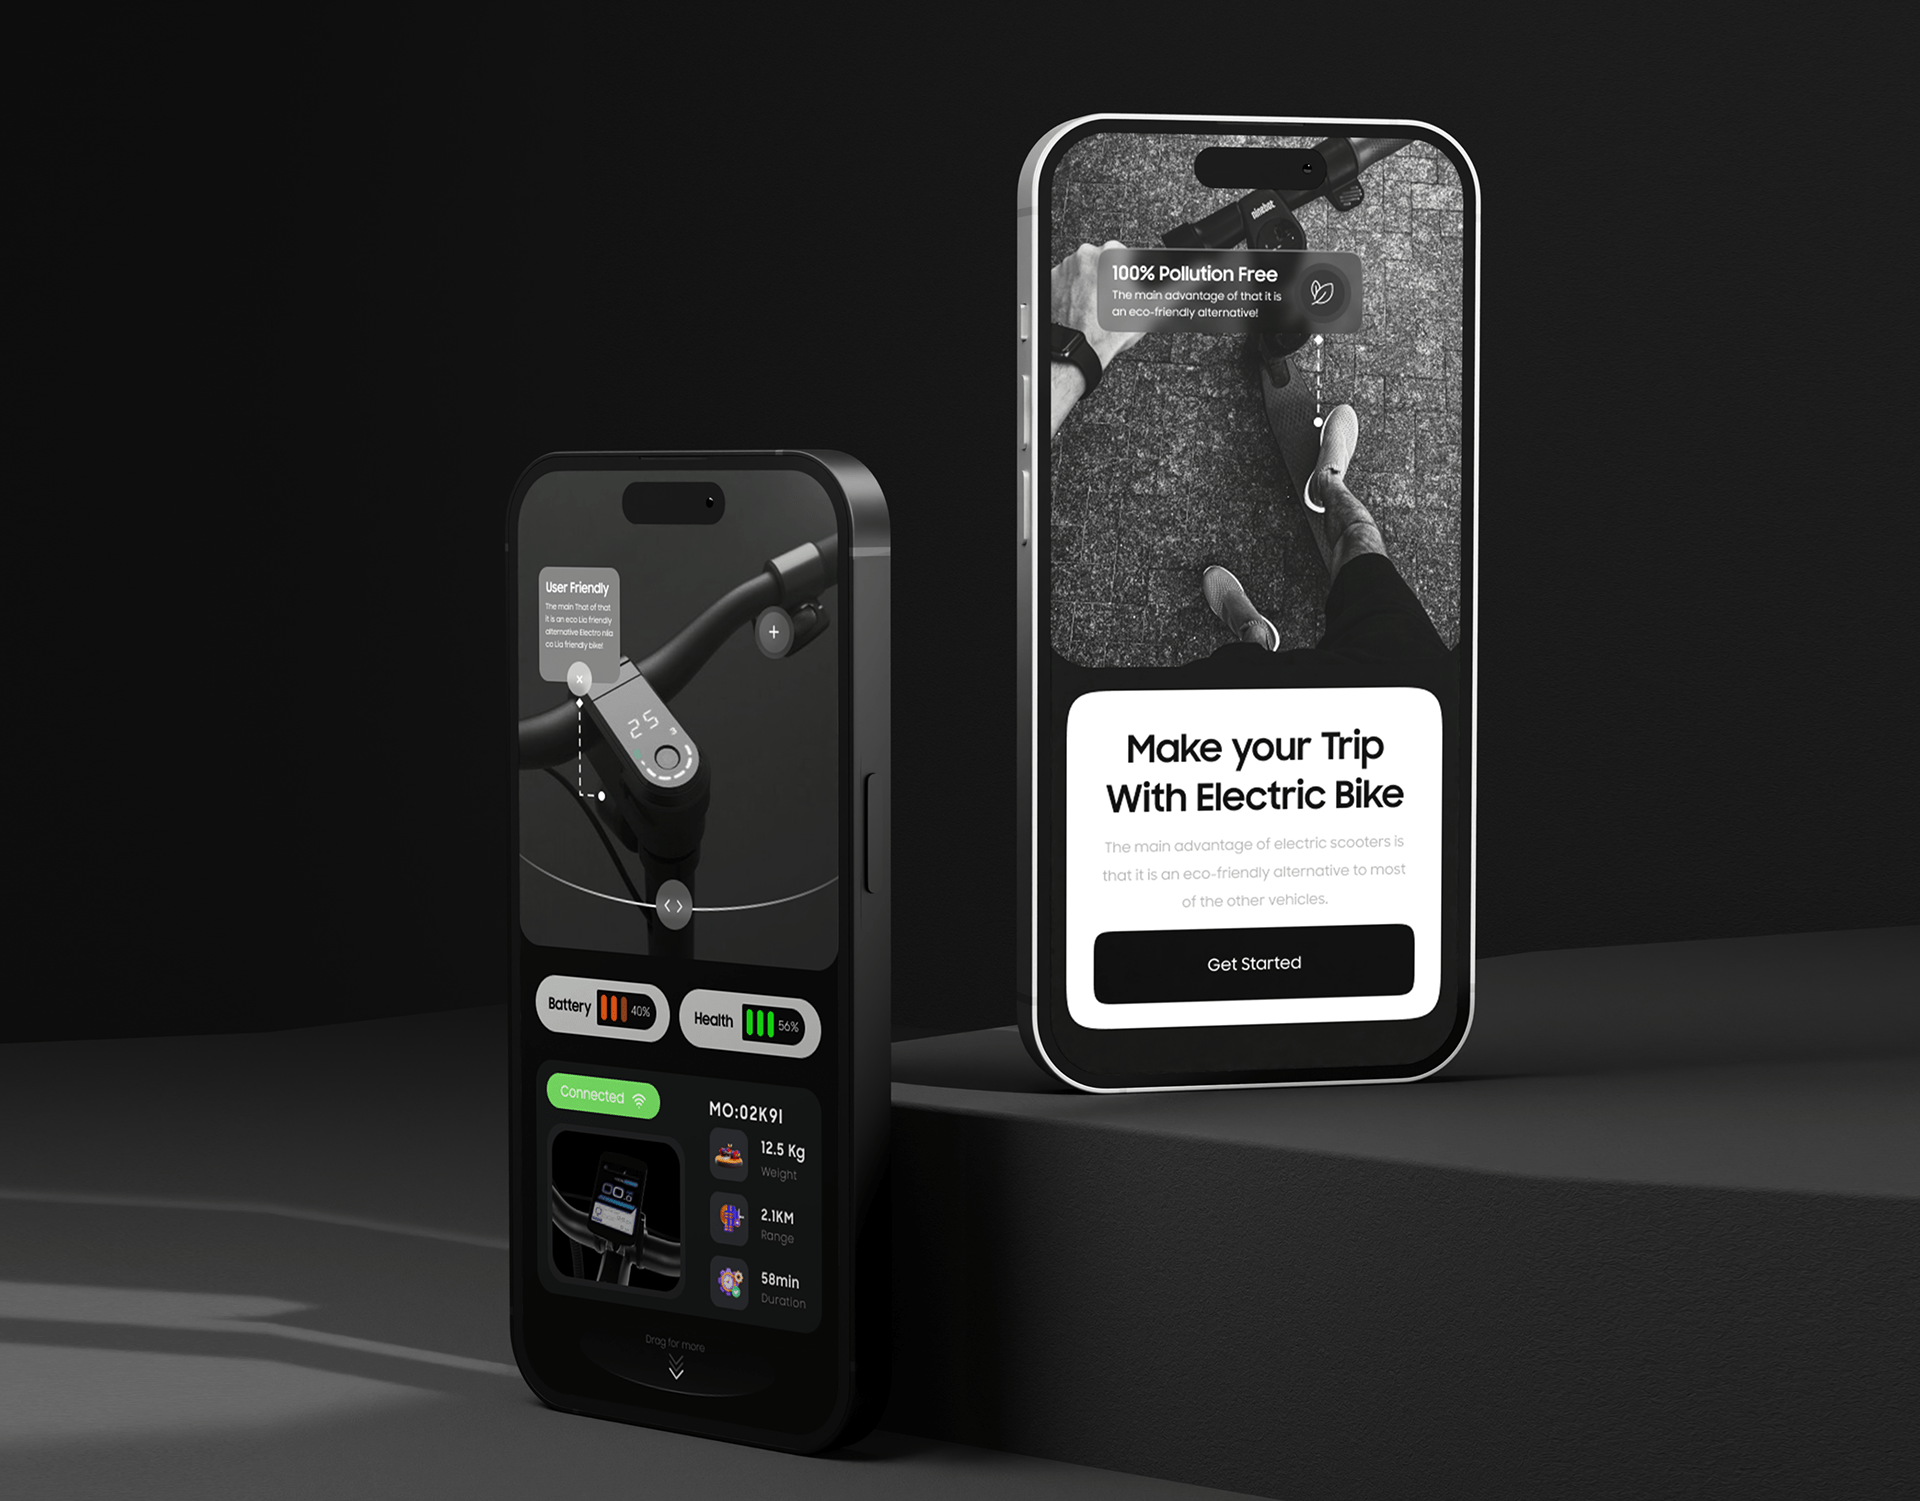 ninebot
100% Pollution Free
The main advantage of that it is
an eco-friendly alternative!
Make your Trip
With Electric Bike
The main advantage of electric scooters is
that it is an eco-friendly alternative to most
of the other vehicles.
Get Started
User Friendly
The main That of that
it is an eco Lia friendly
alternative Electro nila
co Lia friendly bike!
x
+
25
< >
Battery 40%
Health 56%
Connected
MO:02K9I
12.5 Kg
Weight
2.1KM
Range
58min
Duration
00.
Drag for more